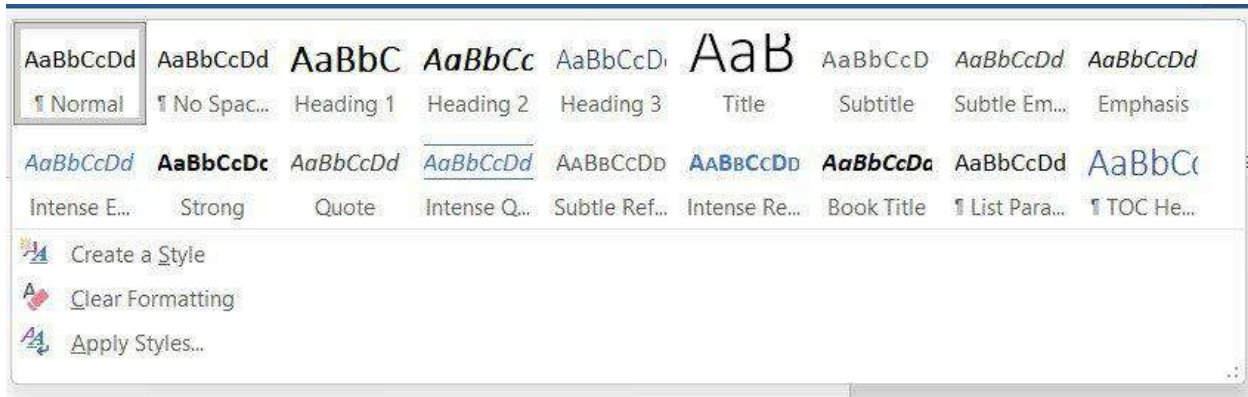 AaBbCcDd AaBbCcDd AaBbC AaBbCc AaBbCcD AaB AaBbCcD AaBbCcDd AaBbCcDd
¶ Normal ¶ No Spac... Heading 1 Heading 2 Heading 3 Title Subtitle Subtle Em... Emphasis
AaBbCcDd AaBbCcDc AaBbCcDd AaBbCcDd AABBCCDD AABBCCDD AaBbCcDd AaBbCcDd AaBbC
Intense E... Strong Quote Intense Q... Subtle Ref... Intense Re... Book Title ¶ List Para... ¶ TOC He...
Create a Style
Clear Formatting
Apply Styles...